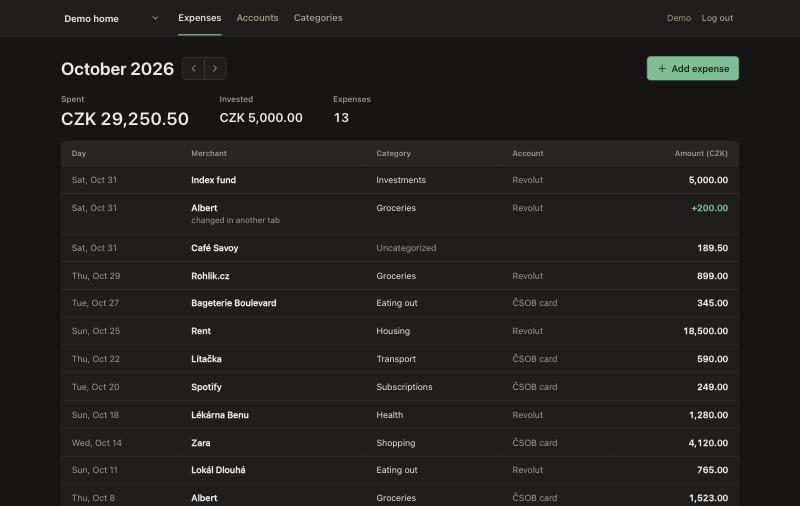 Demo home Expenses Accounts Categories Demo Log out
October 2026 + Add expense
Spent Invested Expenses
CZK 29,250.50 CZK 5,000.00 13
Day Merchant Category Account Amount (CZK)
Sat, Oct 31 Index fund Investments Revolut 5,000.00
Sat, Oct 31 Albert Groceries Revolut +200.00
changed in another tab
Sat, Oct 31 Café Savoy Uncategorized 189.50
Thu, Oct 29 Rohlik.cz Groceries Revolut 899.00
Tue, Oct 27 Bageterie Boulevard Eating out ČSOB card 345.00
Sun, Oct 25 Rent Housing Revolut 18,500.00
Thu, Oct 22 Lítačka Transport ČSOB card 590.00
Tue, Oct 20 Spotify Subscriptions ČSOB card 249.00
Sun, Oct 18 Lékárna Benu Health Revolut 1,280.00
Wed, Oct 14 Zara Shopping ČSOB card 4,120.00
Sun, Oct 11 Lokál Dlouhá Eating out Revolut 765.00
Thu, Oct 8 Albert Groceries ČSOB card 1,523.00